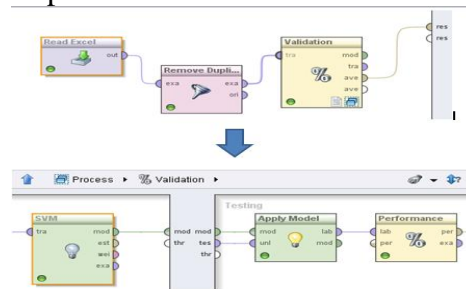 Read Excel
out
Remove Dupli...
exa
exa
ori
Validation
tra
mod
tra
ave
ave
res
res
Process Validation
Testing
SVM
tra
mod
est
wei
exa
mod
thr
mod
tes
thr
Apply Model
mod
unl
lab
mod
Performance
lab
per
per
exa